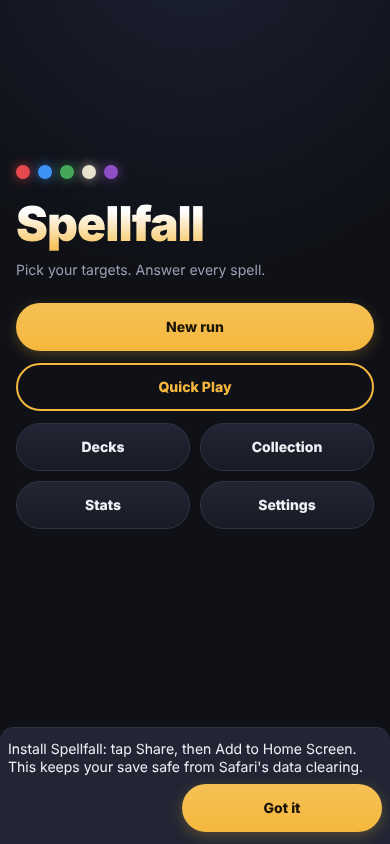 Spellfall
Pick your targets. Answer every spell.
New run
Quick Play
Decks
Collection
Stats
Settings
Install Spellfall: tap Share, then Add to Home Screen.
This keeps your save safe from Safari's data clearing.
Got it